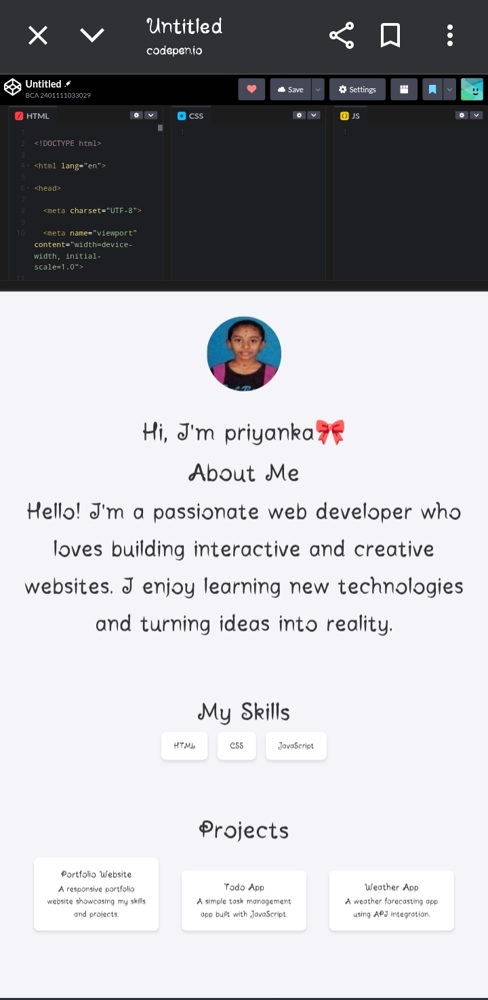 Untitled
codepen.io
Untitled
BCA 2401111033029
Save
Settings
HTML
CSS
JS
1
2 <!DOCTYPE html>
3
4 <html lang="en">
5
6 <head>
7
8 <meta charset="UTF-8">
9
10 <meta name="viewport"
content="width=device-
width, initial-
scale=1.0">
11
1
1
Hi, I'm priyanka🎀
About Me
Hello! I'm a passionate web developer who
loves building interactive and creative
websites. I enjoy learning new technologies
and turning ideas into reality.
My Skills
HTML
CSS
JavaScript
Projects
Portfolio Website
A responsive portfolio
website showcasing my skills
and projects.
Todo App
A simple task management
app built with JavaScript.
Weather App
A weather forecasting app
using API integration.